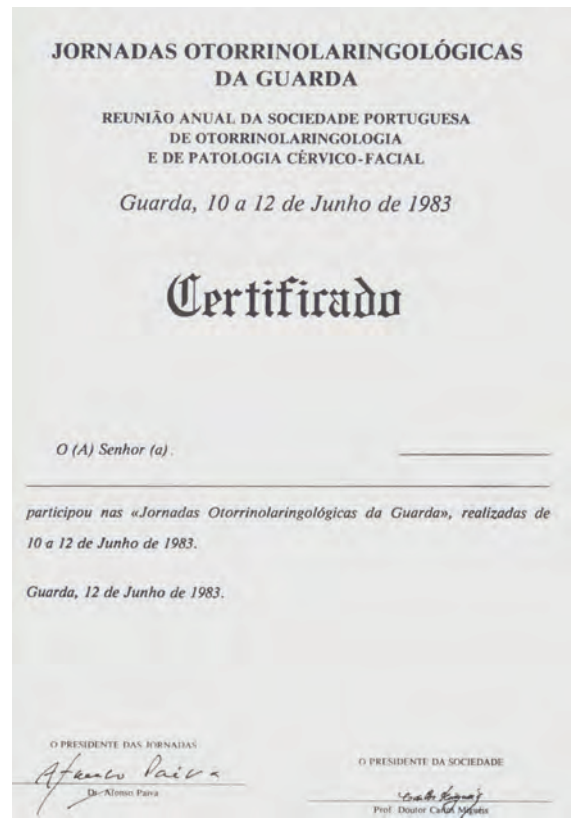 JORNADAS OTORRINOLARINGOLÓGICAS
DA GUARDA
REUNIÃO ANUAL DA SOCIEDADE PORTUGUESA
DE OTORRINOLARINGOLOGIA
E DE PATOLOGIA CÉRVICO-FACIAL
Guarda, 10 a 12 de Junho de 1983
Certificado
O (A) Senhor (a)
participou nas «Jornadas Otorrinolaringológicas da Guarda», realizadas de
10 a 12 de Junho de 1983.
Guarda, 12 de Junho de 1983.
O PRESIDENTE DAS JORNADAS
Afonso Paiva
Dr. Afonso Paiva
O PRESIDENTE DA SOCIEDADE
Prof. Doutor Carlos Miguéis